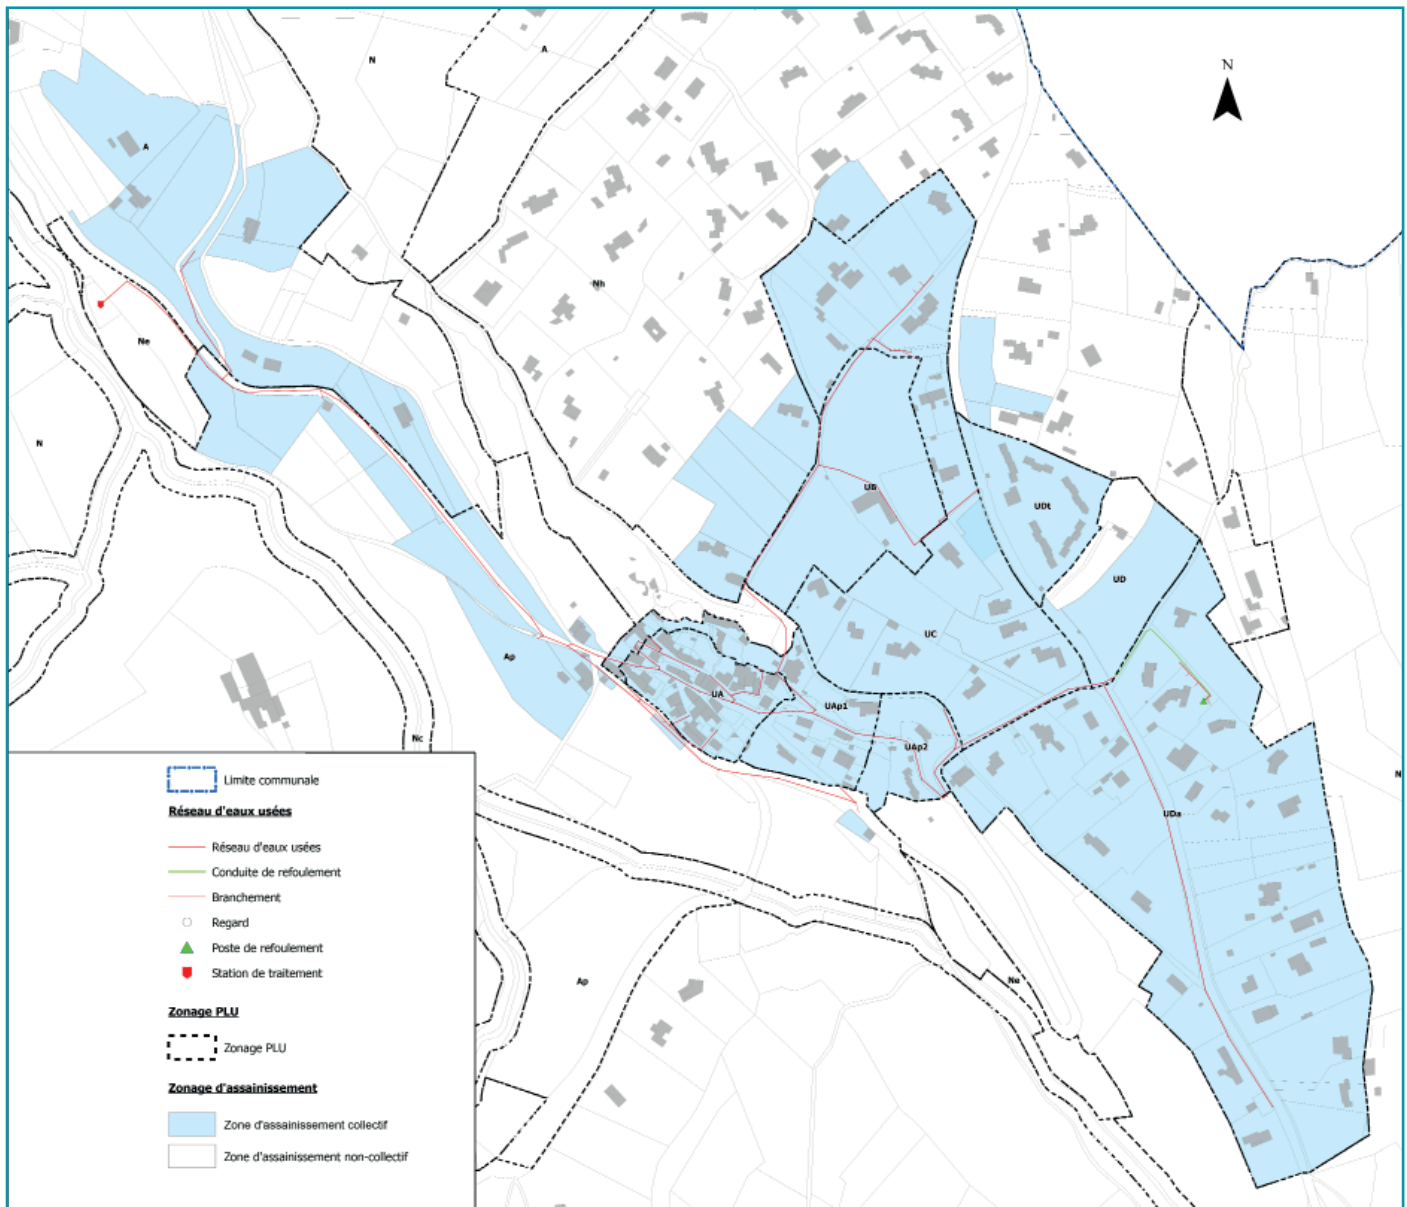 A
N
N
A
Nh
Ne
N
UB
UDt
UD
UC
Ap
UA
UAp1
UAp2
Nc
N
UDa
Ap
Ne
Limite communale
Réseau d'eaux usées
Réseau d'eaux usées
Conduite de refoulement
Branchement
Regard
Poste de refoulement
Station de traitement
Zonage PLU
Zonage PLU
Zonage d'assainissement
Zone d'assainissement collectif
Zone d'assainissement non-collectif